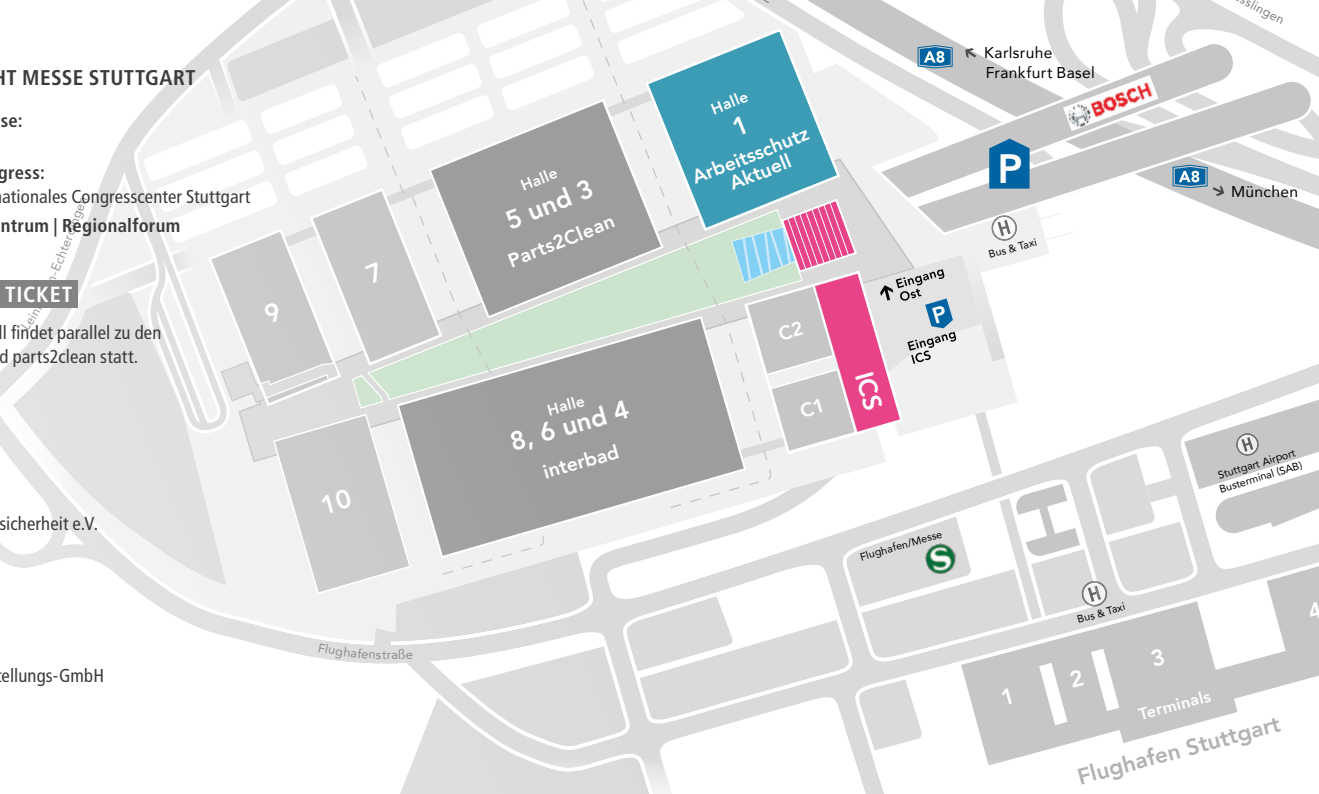 HT MESSE STUTTGART
se:
gress:
nationales Congresscenter Stuttgart
ntrum | Regionalforum
TICKET
ll findet parallel zu den
d parts2clean statt.
sicherheit e.V.
tellungs-GmbH
A8
Karlsruhe
Frankfurt Basel
BOSCH
P
A8
München
H
Bus & Taxi
Halle
1
Arbeitsschutz
Aktuell
Halle
5 und 3
Parts2Clean
7
9
10
Halle
8, 6 und 4
interbad
C2
C1
ICS
Eingang
Ost
P
Eingang
ICS
H
Stuttgart Airport
Busterminal (SAB)
Flughafen/Messe
S
H
Bus & Taxi
Flughafenstraße
1
2
3
4
Terminals
Flughafen Stuttgart